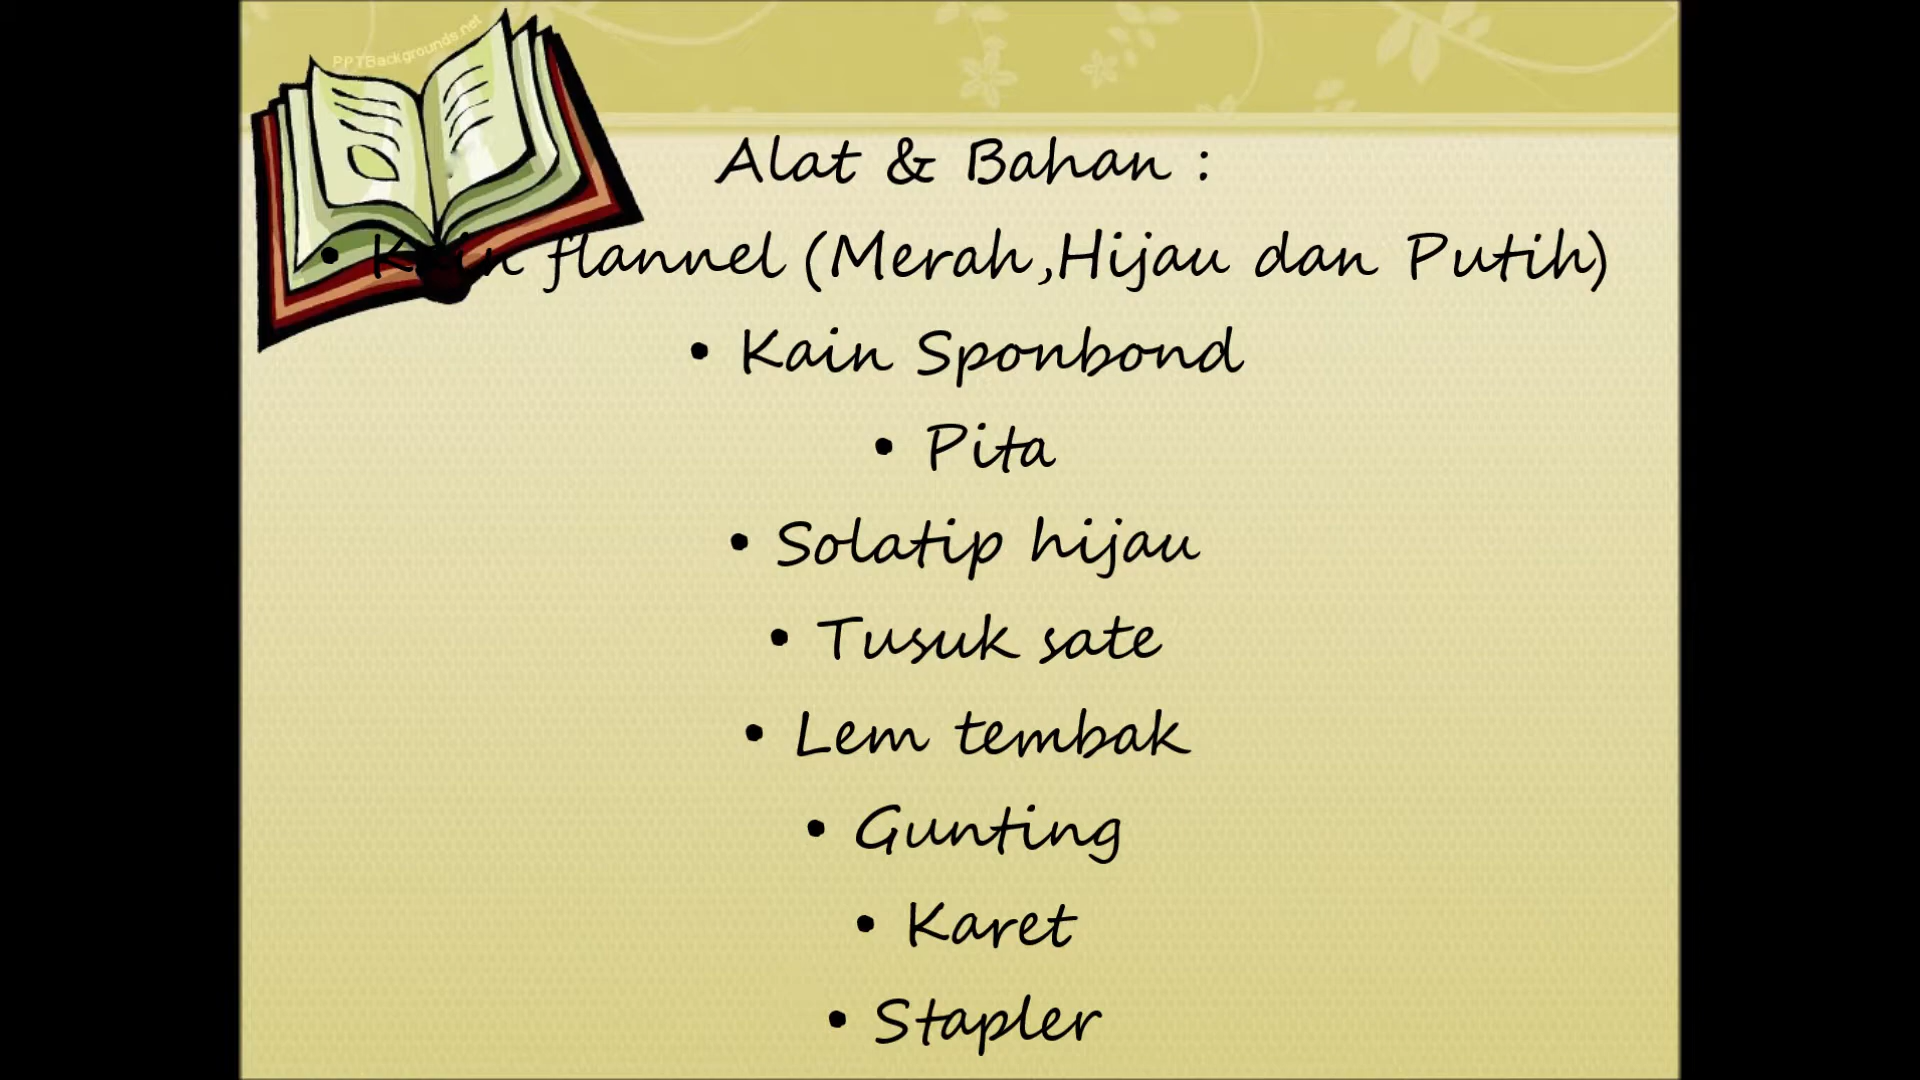 PPTBackgrounds.net
Alat & Bahan :
• Kain flannel (Merah,Hijau dan Putih)
• Kain Sponbond
• Pita
• Solatip hijau
• Tusuk sate
• Lem tembak
• Gunting
• Karet
• Stapler